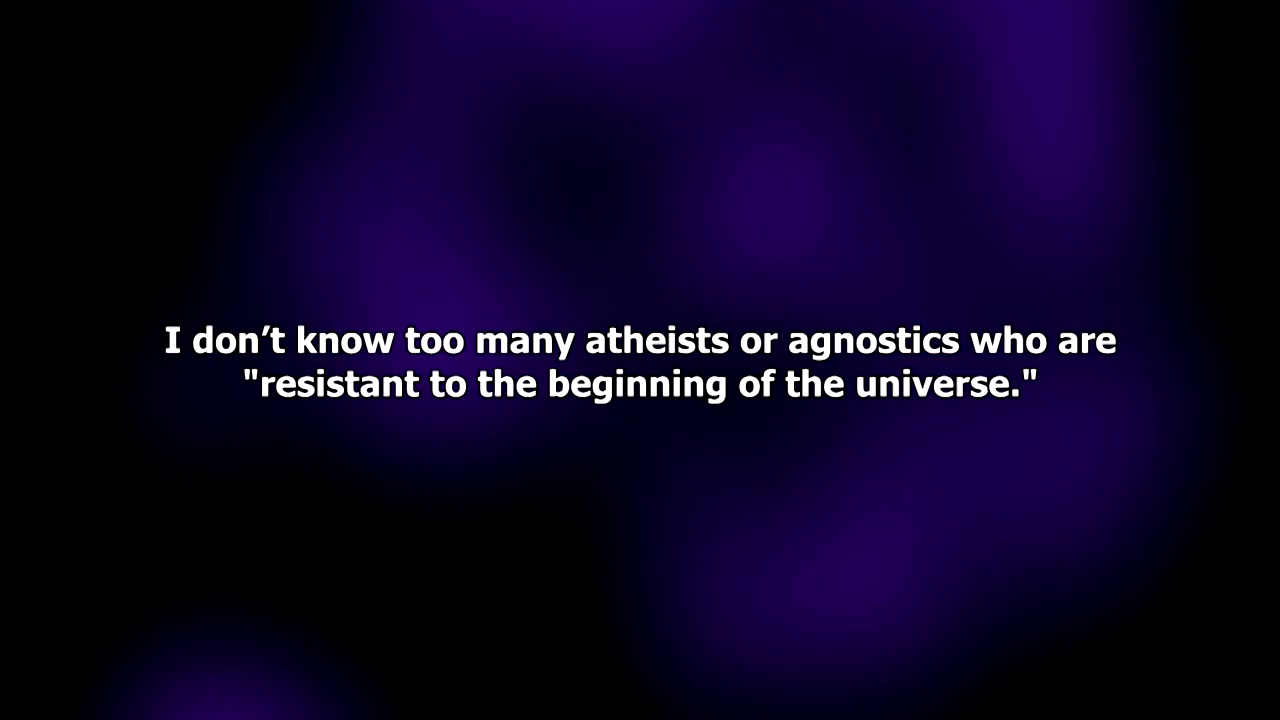 I don’t know too many atheists or agnostics who are
"resistant to the beginning of the universe."